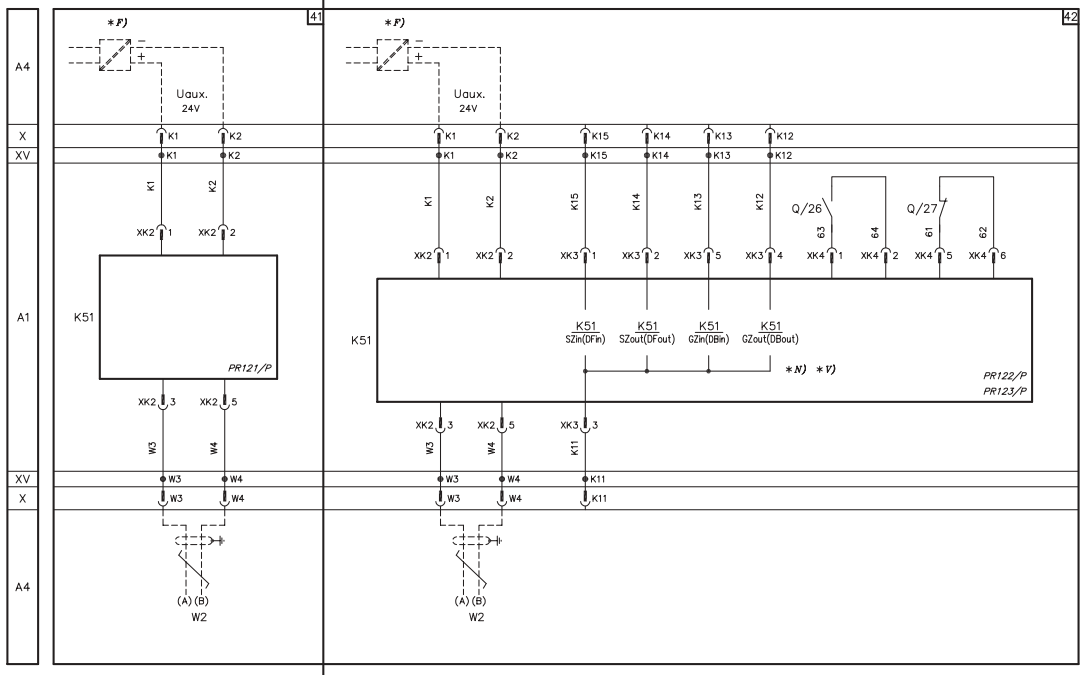 41
42
*F)
*F)
A4
− −
+ +
Uaux. Uaux.
24V 24V
X K1 K2 K1 K2 K15 K14 K13 K12
XV K1 K2 K1 K2 K15 K14 K13 K12
K1 K2 K1 K2 K15 K14 K13 K12 Q/26 Q/27
63 64 61 62
XK2 1 XK2 2
XK2 1 XK2 2 XK3 1 XK3 2 XK3 5 XK3 4 XK4 1 XK4 2 XK4 5 XK4 6
A1
K51
PR121/P
K51
K51 K51 K51 K51
SZin(DFin) SZout(DFout) GZin(DBin) GZout(DBout)
*N) *V)
PR122/P
PR123/P
XK2 3 XK2 5
XK2 3 XK2 5 XK3 3
W3 W4 W3 W4 K11
XV W3 W4 W3 W4 K11
X W3 W4 W3 W4 K11
A4
(A) (B) (A) (B)
W2 W2